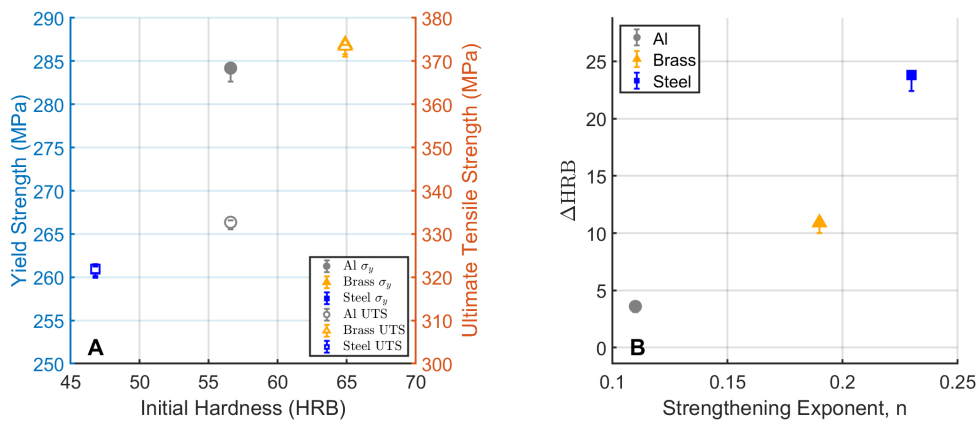 290
285
280
275
270
265
260
255
250
Yield Strength (MPa)
380
370
360
350
340
330
320
310
300
Ultimate Tensile Strength (MPa)
45
50
55
60
65
70
Initial Hardness (HRB)
A
Al σy
Brass σy
Steel σy
Al UTS
Brass UTS
Steel UTS
25
20
15
10
5
0
ΔHRB
0.1
0.15
0.2
0.25
Strengthening Exponent, n
B
Al
Brass
Steel